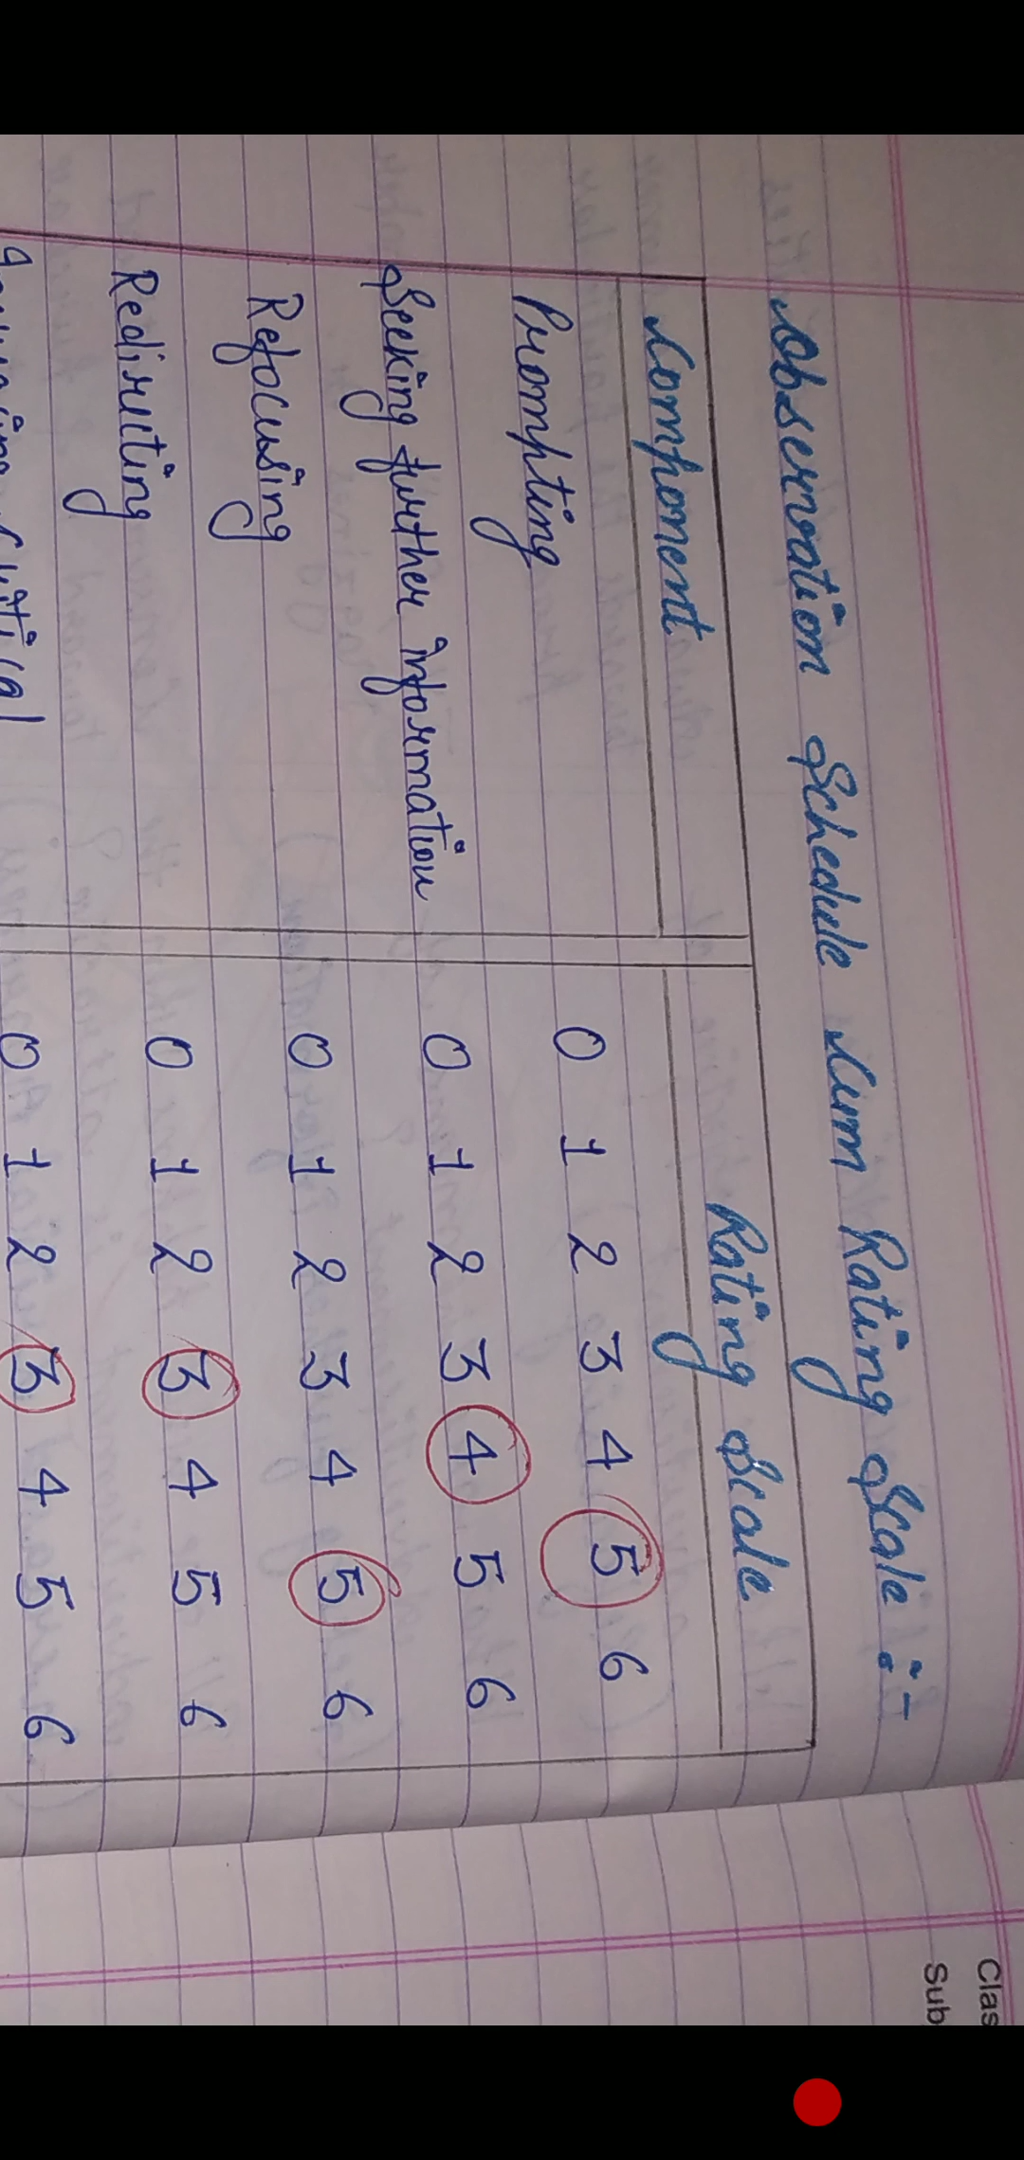 Clas
Sub
Observation Schedule Cum Rating Scale :-
Component Rating Scale
Prompting 0 1 2 3 4 5 6
Seeking further information 0 1 2 3 4 5 6
Refocusing 0 1 2 3 4 5 6
Redirecting 0 1 2 3 4 5 6
Critical 0 1 2 3 4 5 6